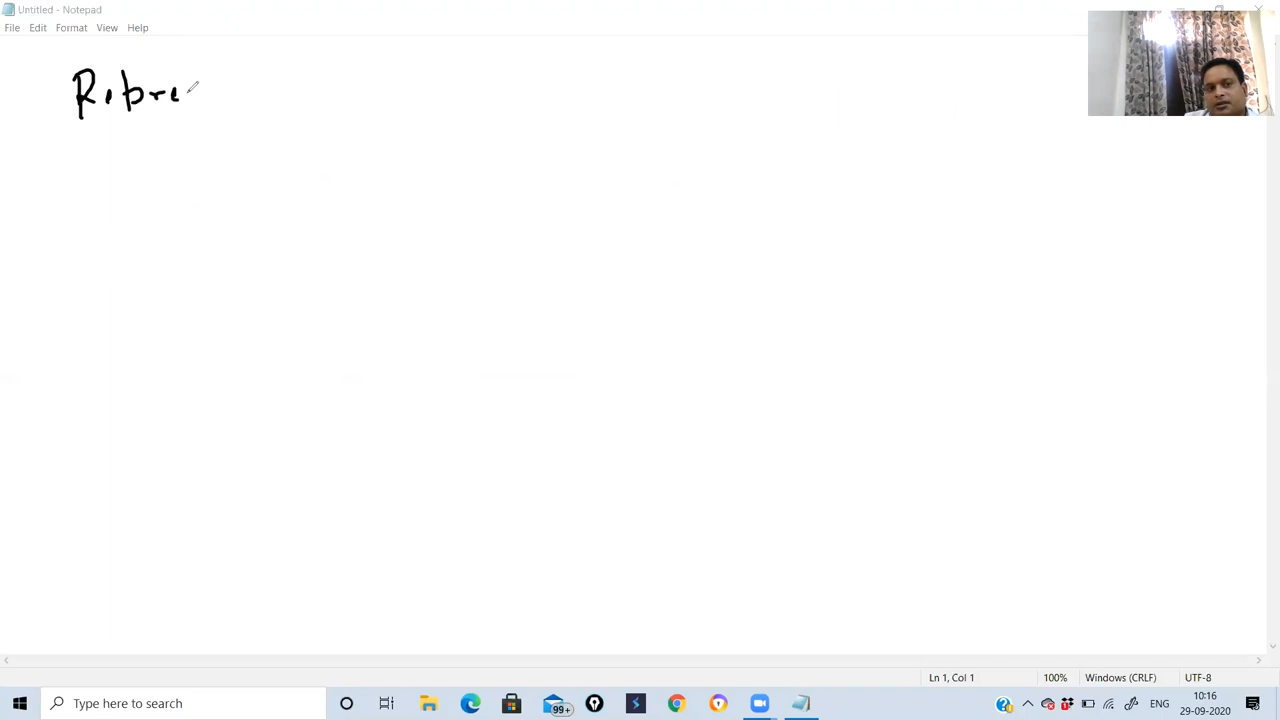 Untitled - Notepad
File Edit Format View Help
Repre
Ln 1, Col 1 100% Windows (CRLF) UTF-8
Type here to search 99+ ENG 10:16
29-09-2020